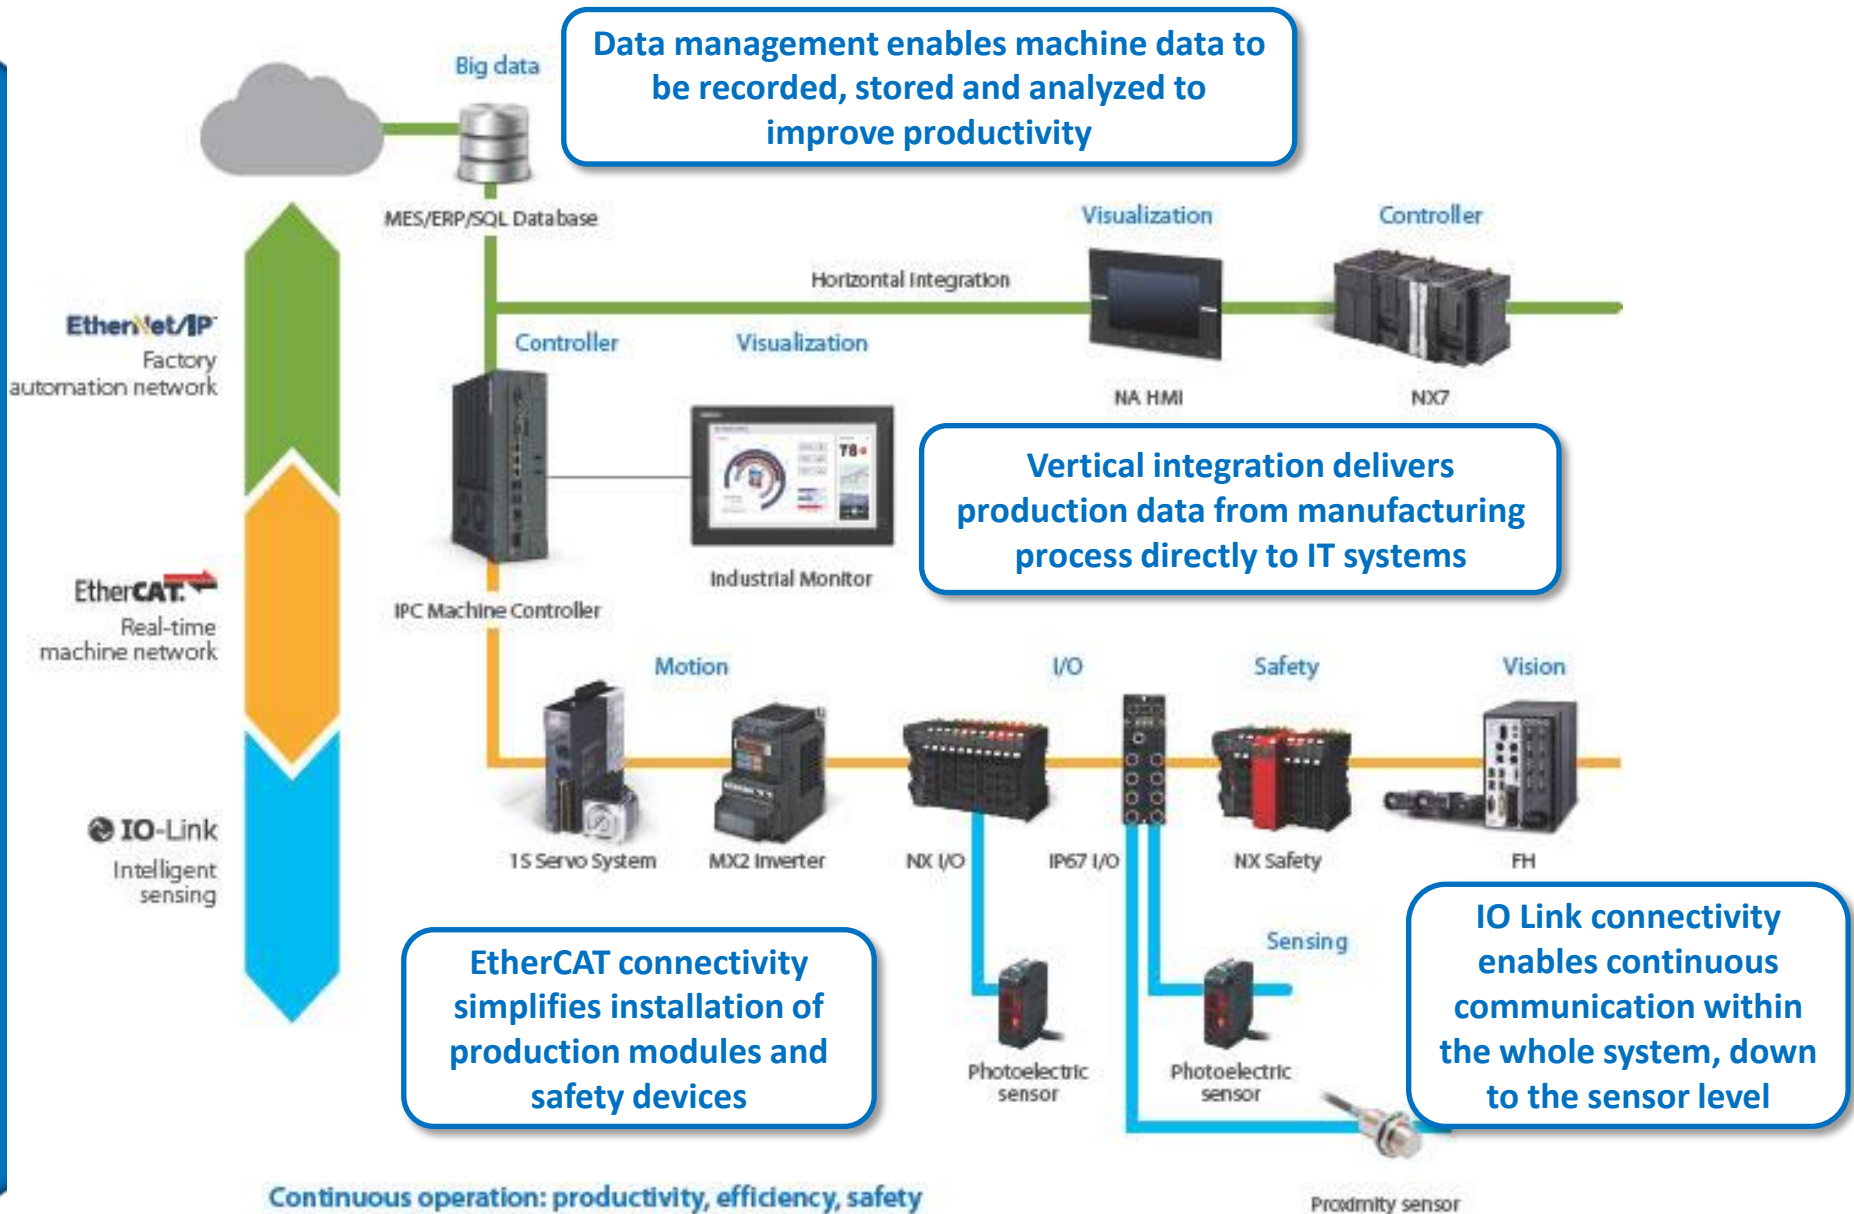 Data management enables machine data to
be recorded, stored and analyzed to
improve productivity
Big data
MES/ERP/SQL Database
Visualization
Controller
Horizontal Integration
EtherNet/IP
Factory
automation network
Controller
Visualization
NA HMI
NX7
78
Vertical integration delivers
production data from manufacturing
process directly to IT systems
Industrial Monitor
IPC Machine Controller
EtherCAT.
Real-time
machine network
Motion
I/O
Safety
Vision
IO-Link
Intelligent
sensing
1S Servo System
MX2 Inverter
NX I/O
IP67 I/O
NX Safety
FH
EtherCAT connectivity
simplifies installation of
production modules and
safety devices
Sensing
IO Link connectivity
enables continuous
communication within
the whole system, down
to the sensor level
Photoelectric
sensor
Photoelectric
sensor
Continuous operation: productivity, efficiency, safety
Proximity sensor